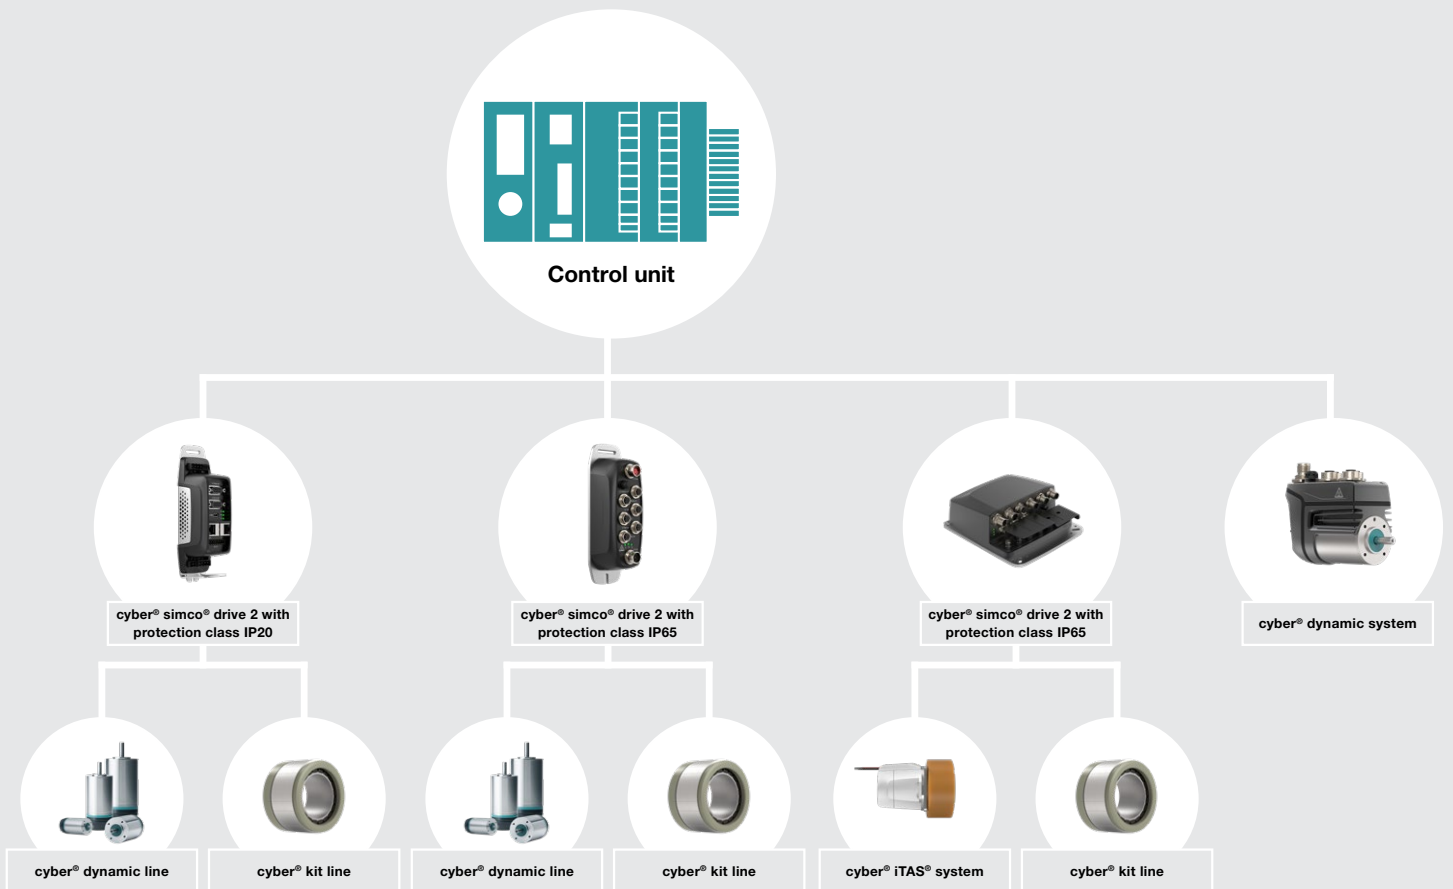 Control unit
cyber® simco® drive 2 with
protection class IP20
cyber® simco® drive 2 with
protection class IP65
cyber® simco® drive 2 with
protection class IP65
cyber® dynamic system
cyber® dynamic line
cyber® kit line
cyber® dynamic line
cyber® kit line
cyber® iTAS® system
cyber® kit line